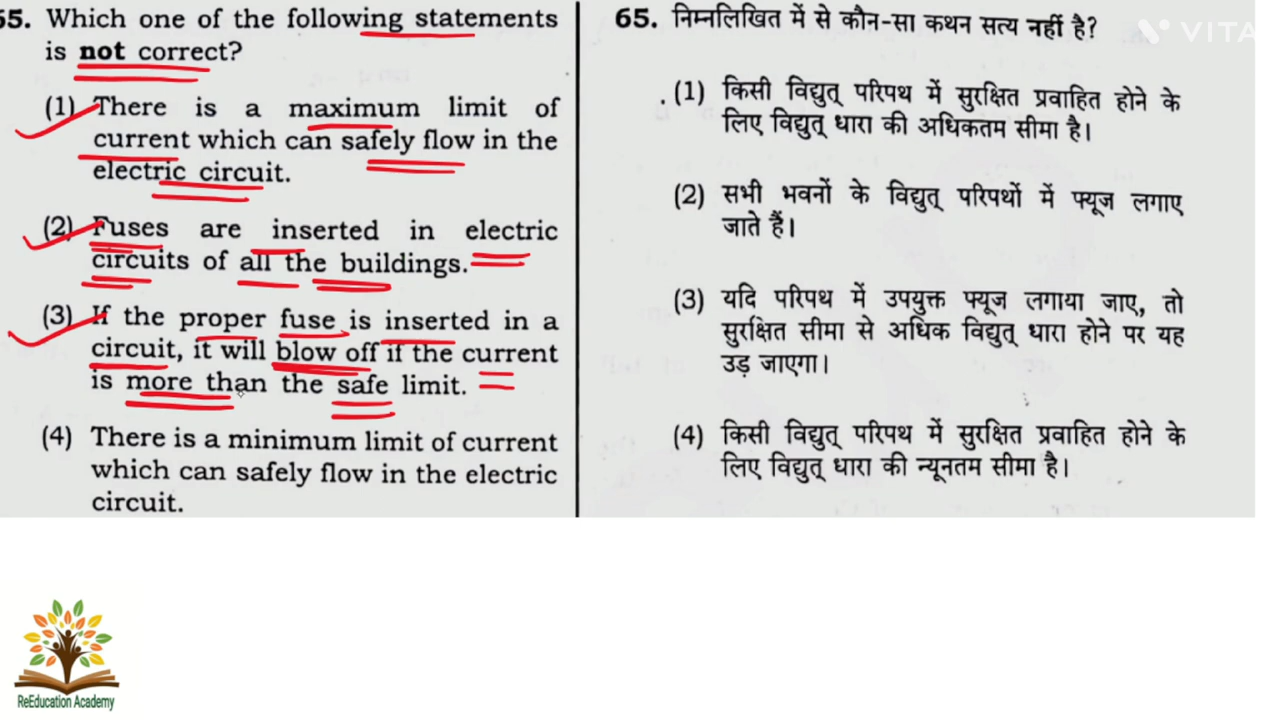 65. Which one of the following statements
is not correct?
(1) There is a maximum limit of
current which can safely flow in the
electric circuit.
(2) Fuses are inserted in electric
circuits of all the buildings.
(3) If the proper fuse is inserted in a
circuit, it will blow off if the current
is more than the safe limit.
(4) There is a minimum limit of current
which can safely flow in the electric
circuit.
65. निम्नलिखित में से कौन-सा कथन सत्य नहीं है?
(1) किसी विद्युत् परिपथ में सुरक्षित प्रवाहित होने के
लिए विद्युत् धारा की अधिकतम सीमा है।
(2) सभी भवनों के विद्युत् परिपथों में फ्यूज लगाए
जाते हैं।
(3) यदि परिपथ में उपयुक्त फ्यूज लगाया जाए, तो
सुरक्षित सीमा से अधिक विद्युत् धारा होने पर यह
उड़ जाएगा।
(4) किसी विद्युत् परिपथ में सुरक्षित प्रवाहित होने के
लिए विद्युत् धारा की न्यूनतम सीमा है।
VITA
ReEducation Academy